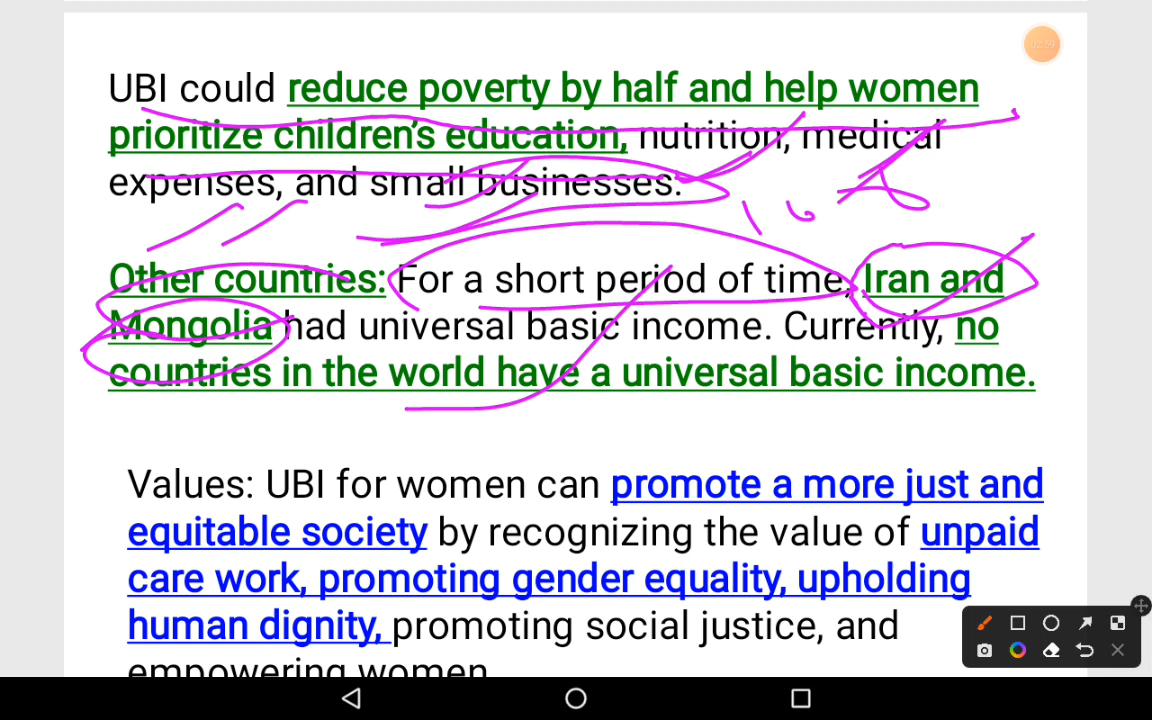 02:59
UBI could reduce poverty by half and help women
prioritize children's education, nutrition, medical
expenses, and small businesses.
Other countries: For a short period of time, Iran and
Mongolia had universal basic income. Currently, no
countries in the world have a universal basic income.
Values: UBI for women can promote a more just and
equitable society by recognizing the value of unpaid
care work, promoting gender equality, upholding
human dignity, promoting social justice, and
empowering women.